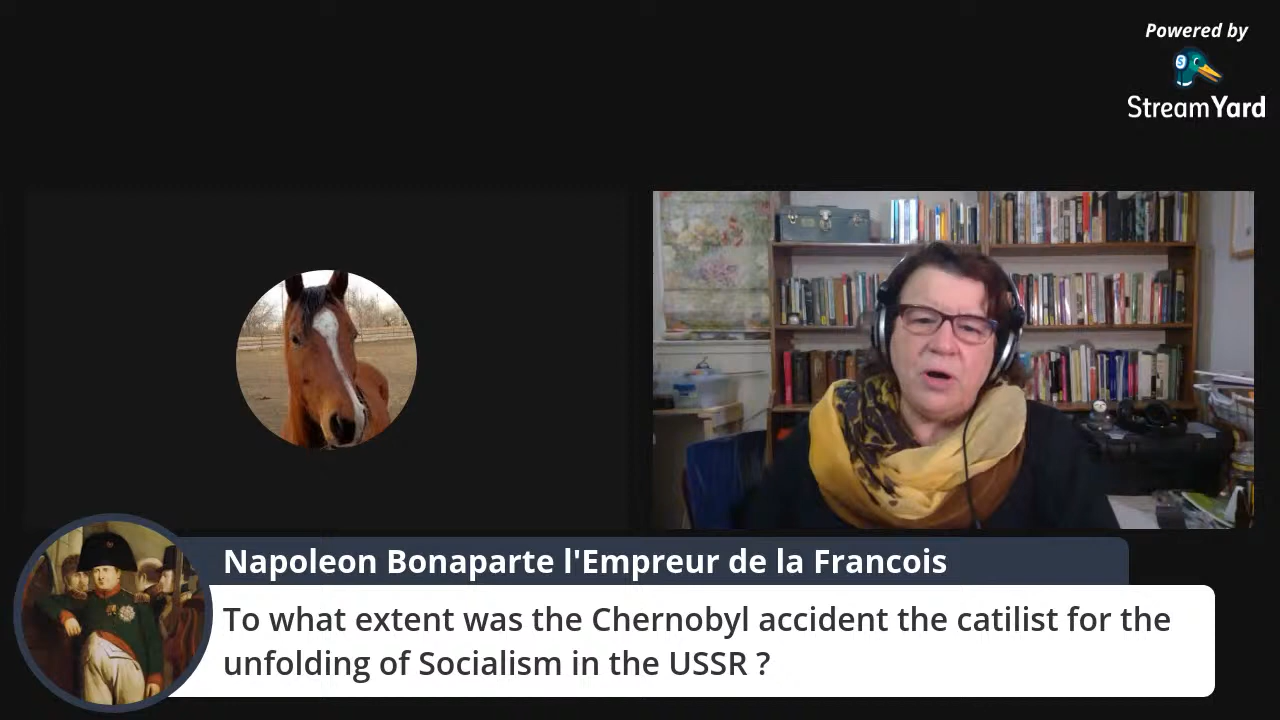 Powered by
StreamYard
Napoleon Bonaparte l'Empreur de la Francois
To what extent was the Chernobyl accident the catilist for the
unfolding of Socialism in the USSR ?